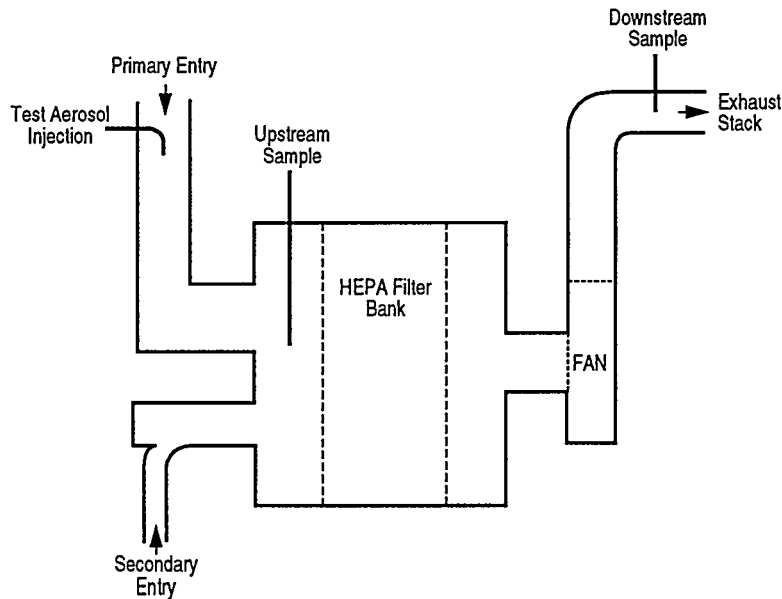 Downstream
Sample
Primary Entry
Test Aerosol
Injection
Exhaust
Stack
Upstream
Sample
HEPA Filter
Bank
FAN
Secondary
Entry